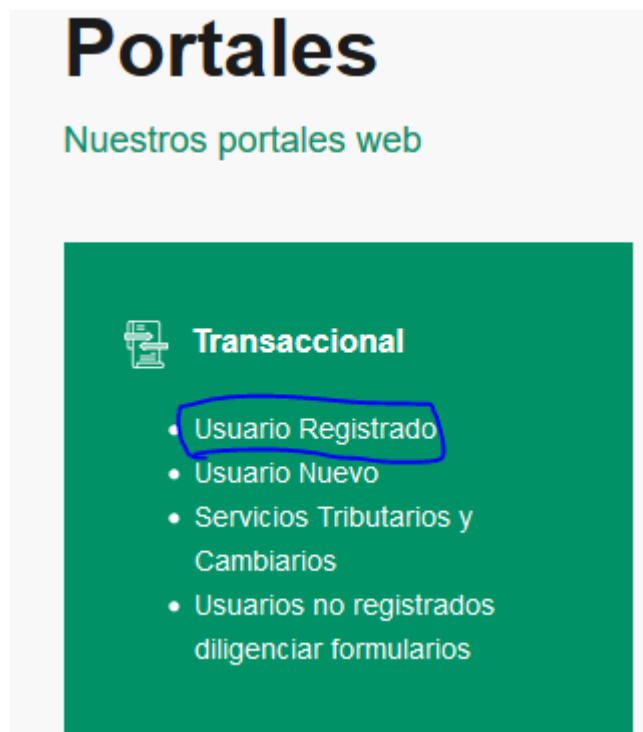 Portales
Nuestros portales web
Transaccional
• Usuario Registrado
• Usuario Nuevo
• Servicios Tributarios y
Cambiarios
• Usuarios no registrados
diligenciar formularios